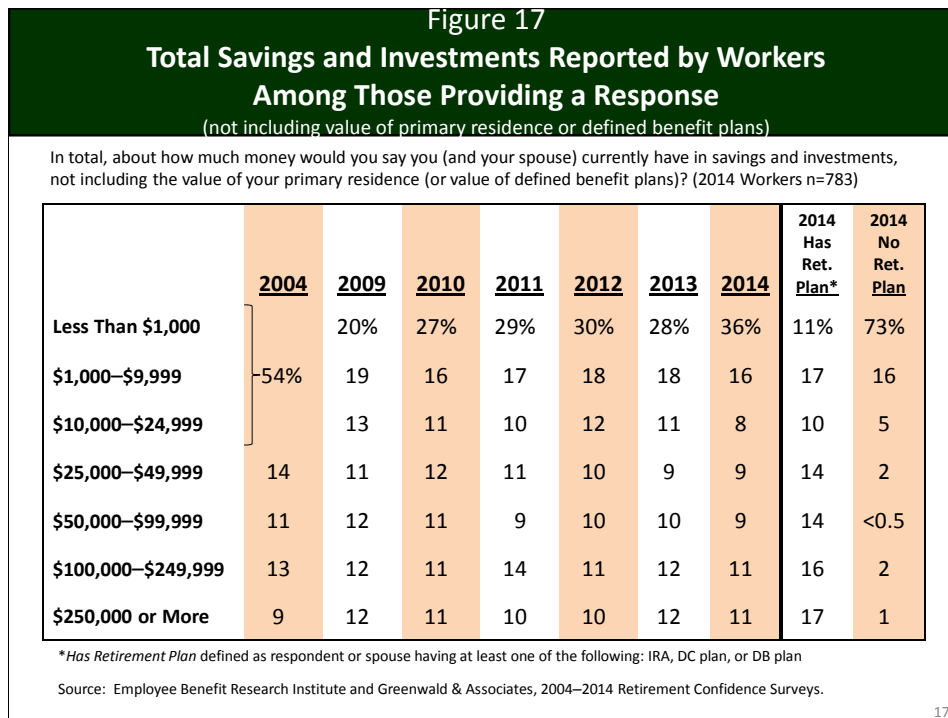 Figure 17
Total Savings and Investments Reported by Workers
Among Those Providing a Response
(not including value of primary residence or defined benefit plans)
In total, about how much money would you say you (and your spouse) currently have in savings and investments,
not including the value of your primary residence (or value of defined benefit plans)? (2014 Workers n=783)
2004 2009 2010 2011 2012 2013 2014 2014 Has Ret. Plan* 2014 No Ret. Plan
Less Than $1,000 20% 27% 29% 30% 28% 36% 11% 73%
$1,000–$9,999 54% 19 16 17 18 18 16 17 16
$10,000–$24,999 13 11 10 12 11 8 10 5
$25,000–$49,999 14 11 12 11 10 9 9 14 2
$50,000–$99,999 11 12 11 9 10 10 9 14 <0.5
$100,000–$249,999 13 12 11 14 11 12 11 16 2
$250,000 or More 9 12 11 10 10 12 11 17 1
*Has Retirement Plan defined as respondent or spouse having at least one of the following: IRA, DC plan, or DB plan
Source: Employee Benefit Research Institute and Greenwald & Associates, 2004–2014 Retirement Confidence Surveys.
17